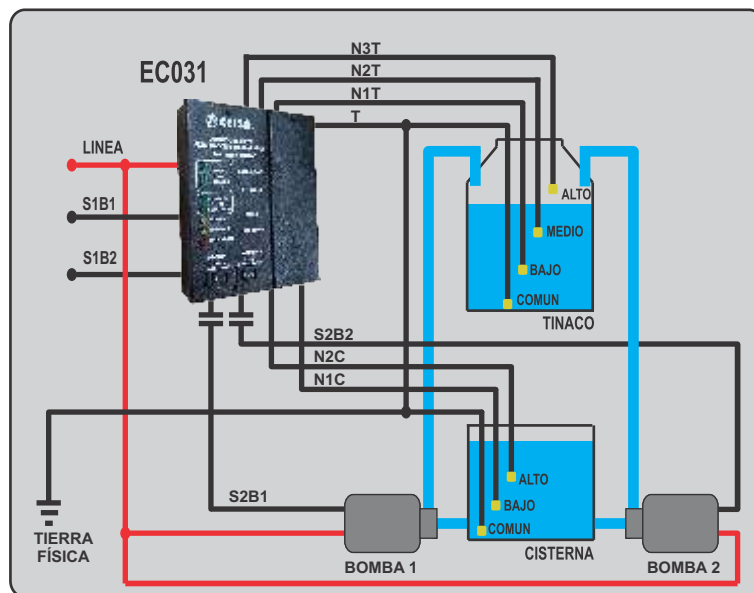 EC031
N3T
N2T
N1T
T
LINEA
S1B1
S1B2
ALTO
MEDIO
BAJO
COMUN
TINACO
S2B2
N2C
N1C
S2B1
ALTO
BAJO
COMUN
CISTERNA
TIERRA
FÍSICA
BOMBA 1
BOMBA 2